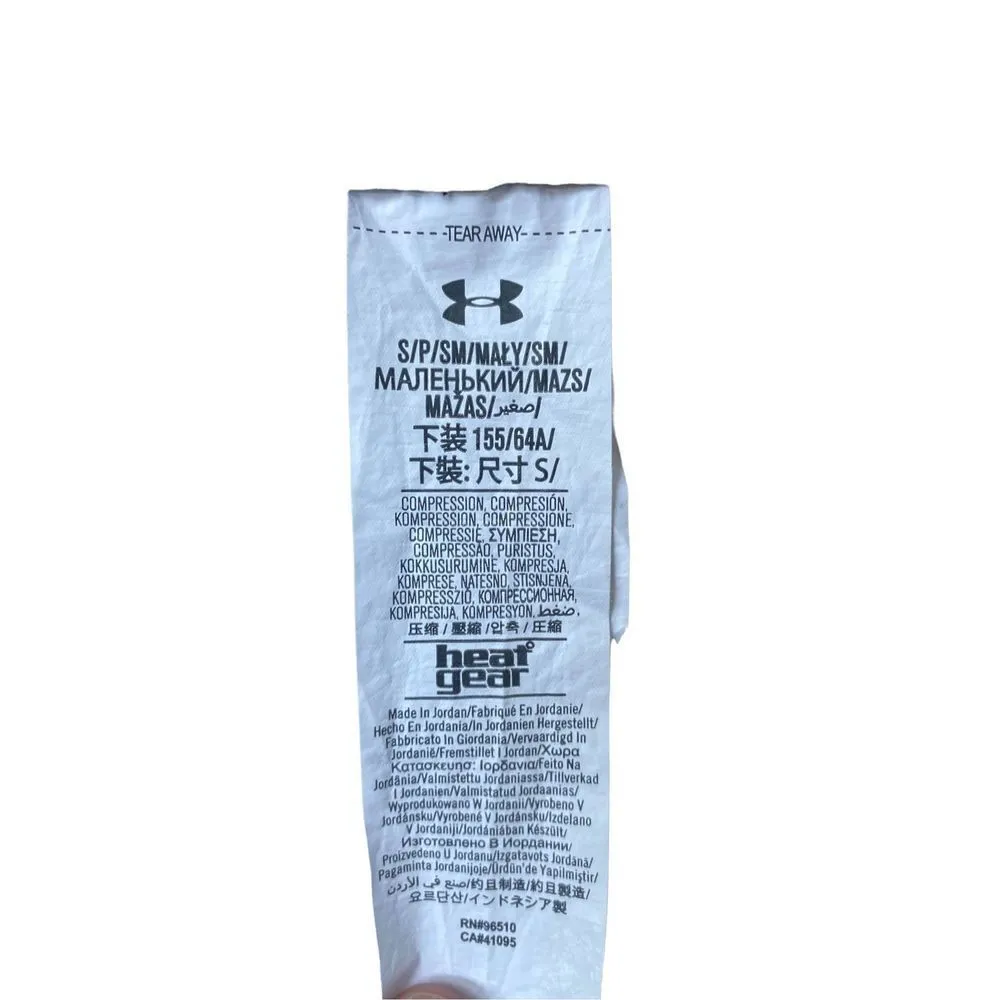 -TEAR AWAY-
S/P/SM/MAŁY/SM/
МАЛЕНЬКИЙ/MAZS/
MAŽAS/صغير/
下装 155/64A/
下裝: 尺寸 S/
COMPRESSION, COMPRESIÓN,
KOMPRESSION, COMPRESSIONE,
COMPRESSIE, ΣΥΜΠΙΕΣΗ,
COMPRESSÃO, PURISTUS,
KOKKUSURUMINE, KOMPRESJA,
KOMPRESE, NATESNO, STISNJENA,
KOMPRESSZIÓ, КОМПРЕССИОННАЯ,
KOMPRESIJA, KOMPRESYON, ضغط,
压缩 / 壓縮 /압축 / 圧縮
heat
gear
Made In Jordan/Fabriqué En Jordanie/
Hecho En Jordania/In Jordanien Hergestellt/
Fabbricato In Giordania/Vervaardigd In
Jordanië/Fremstillet I Jordan/Χωρα
Κατασκευησ: Ιορδανια/Feito Na
Jordânia/Valmistettu Jordaniassa/Tillverkad
I Jordanien/Valmistatud Jordaanias/
Wyprodukowano W Jordanii/Vyrobeno V
Jordánsku/Vyrobené V Jordánsku/Izdelano
V Jordaniji/Jordániában Készült/
Изготовлено В Иордании/
Proizvedeno U Jordanu/Izgatavots Jordānā/
Pagaminta Jordanijoje/Ürdün'de Yapılmıştır/
صنع في الأردن/约旦制造/約旦製造/
요르단산/インドネシア製
RN#96510
CA#41095